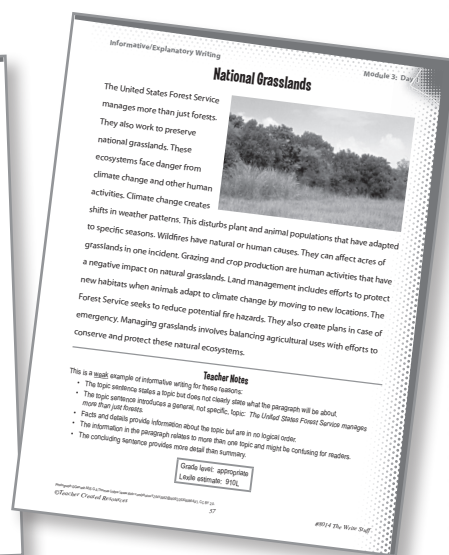 Informative/Explanatory Writing
Module 3: Day
National Grasslands
The United States Forest Service
manages more than just forests.
They also work to preserve
national grasslands. These
ecosystems face danger from
climate change and other human
activities. Climate change creates
shifts in weather patterns. This disturbs plant and animal populations that have adapted
to specific seasons. Wildfires have natural or human causes. They can affect acres of
grasslands in one incident. Grazing and crop production are human activities that have
a negative impact on natural grasslands. Land management includes efforts to protect
new habitats when animals adapt to climate change by moving to new locations. The
Forest Service seeks to reduce potential fire hazards. They also create plans in case of
emergency. Managing grasslands involves balancing agricultural uses with efforts to
conserve and protect these natural ecosystems.
Teacher Notes
This is a weak example of informative writing for these reasons:
• The topic sentence states a topic but does not clearly state what the paragraph will be about.
• The topic sentence introduces a general, not specific, topic: The United States Forest Service manages
more than just forests.
• Facts and details provide information about the topic but are in no logical order.
• The information in the paragraph relates to more than one topic and might be confusing for readers.
• The concluding sentence provides more detail than summary.
Grade level: appropriate
Lexile estimate: 910L
©Teacher Created Resources
57
#8014 The Write Stuff